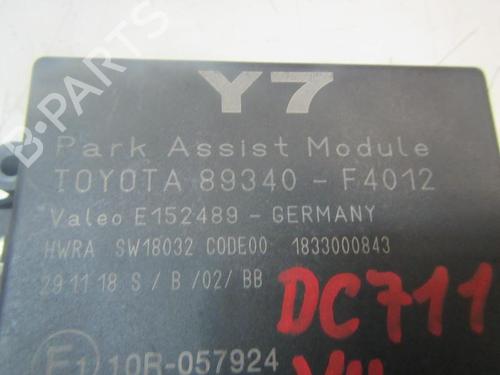 Y7
Park Assist Module
TOYOTA 89340 - F4012
Valeo E152489 - GERMANY
HWRA SW18032 CODE00 1833000843
29 11 18 S / B / 02 / BB
DC711
E1 10R-057924
B-PARTS